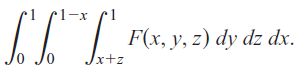 ∫₀¹ ∫₀^{1−x} ∫_{x+z}^{1} F(x, y, z) dy dz dx.